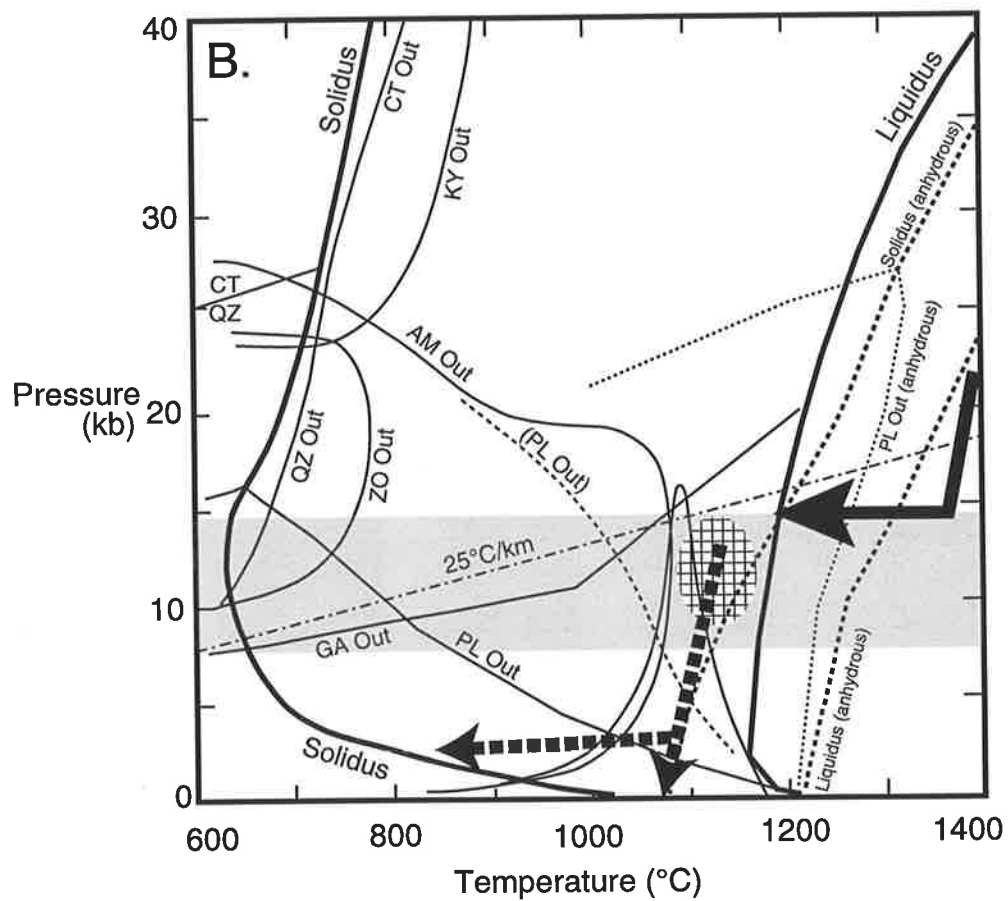 B.
40
30
20
10
0
Pressure
(kb)
Solidus
CT Out
KY Out
Liquidus
Solidus (anhydrous)
CT
QZ
AM Out
PL Out (anhydrous)
(PL Out)
QZ Out
ZO Out
25°C/km
GA Out
PL Out
Solidus
Liquidus (anhydrous)
600
800
1000
1200
1400
Temperature (°C)